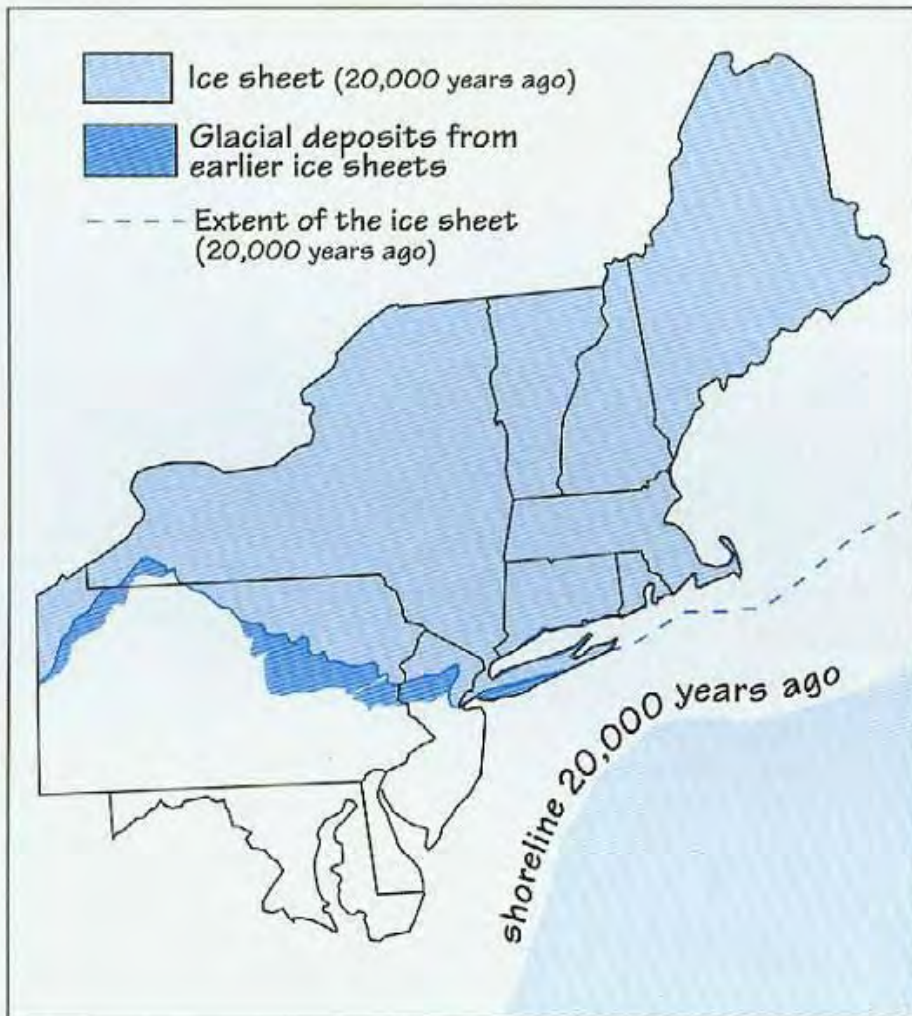 Ice sheet (20,000 years ago)
Glacial deposits from
earlier ice sheets
Extent of the ice sheet
(20,000 years ago)
shoreline 20,000 years ago